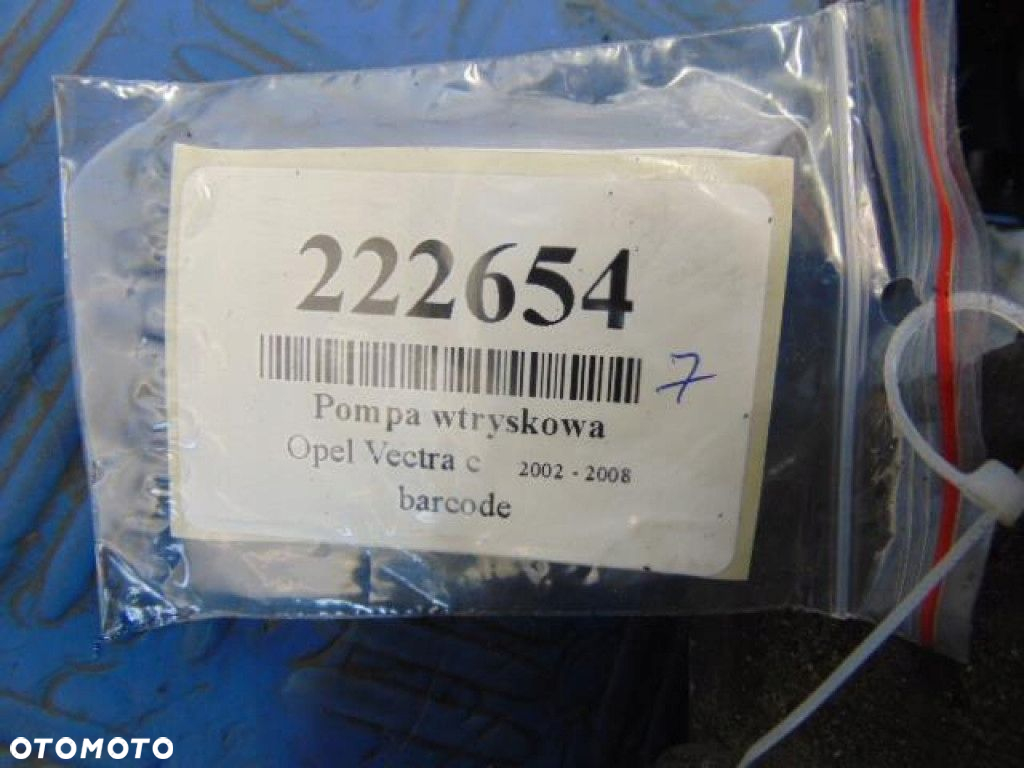 222654
7
Pompa wtryskowa
Opel Vectra c 2002 - 2008
barcode
OTOMOTO